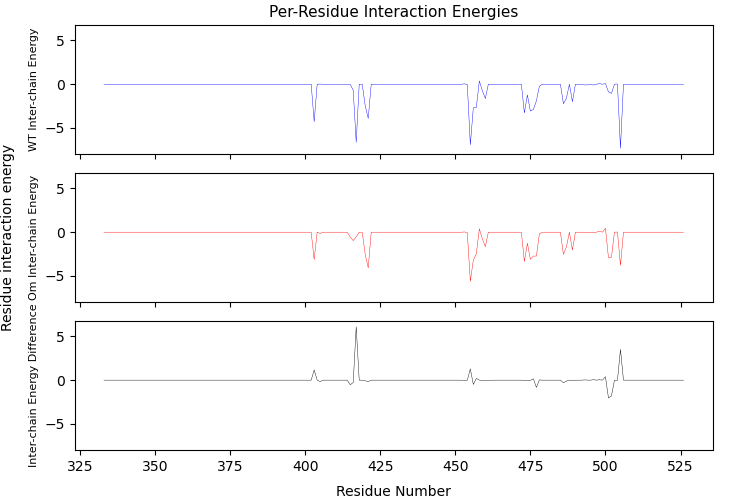 Per-Residue Interaction Energies
Residue interaction energy
WT Inter-chain Energy
5
0
−5
Om Inter-chain Energy
5
0
−5
Inter-chain Energy Difference
5
0
−5
325 350 375 400 425 450 475 500 525
Residue Number